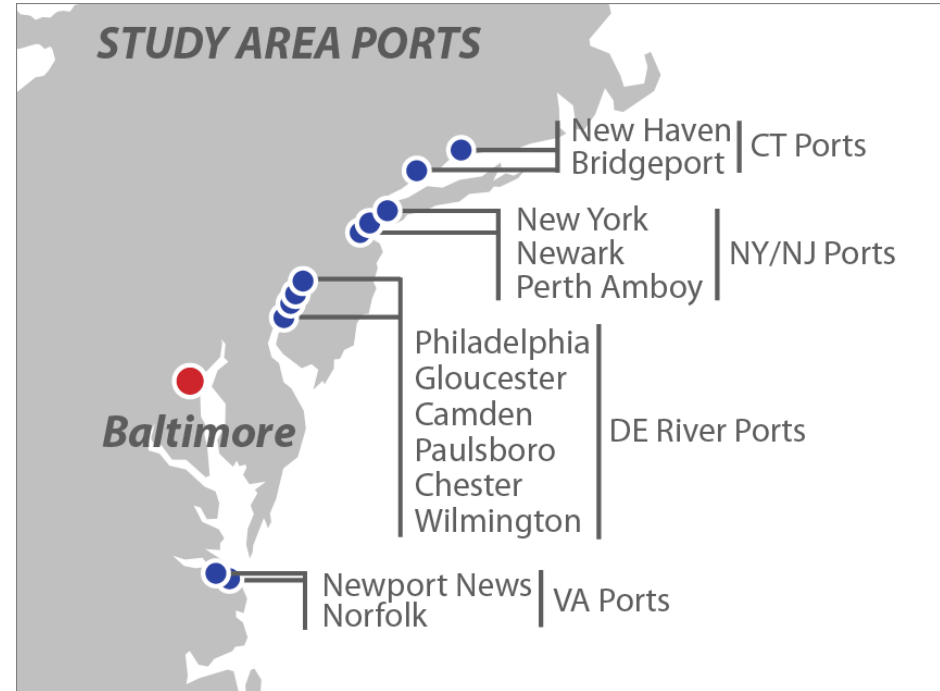 STUDY AREA PORTS
New Haven
Bridgeport
CT Ports
New York
Newark
Perth Amboy
NY/NJ Ports
Philadelphia
Gloucester
Camden
Paulsboro
Chester
Wilmington
DE River Ports
Baltimore
Newport News
Norfolk
VA Ports